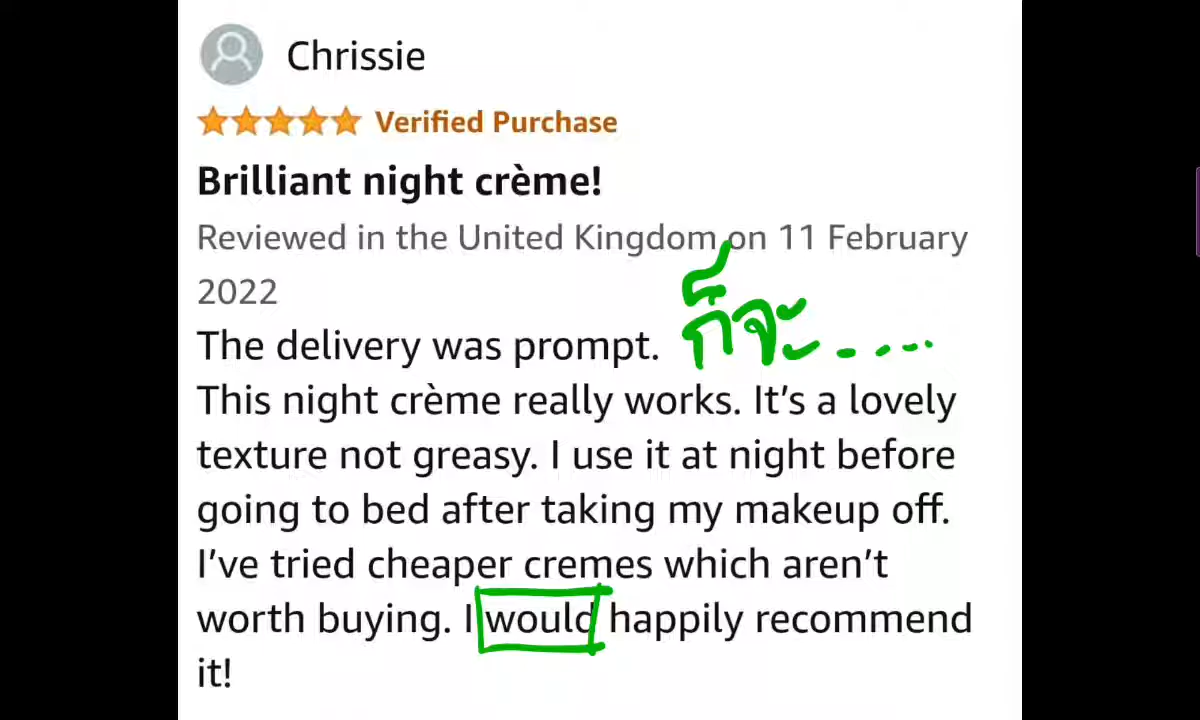 Chrissie
Verified Purchase
Brilliant night crème!
Reviewed in the United Kingdom on 11 February
2022
The delivery was prompt. ก็จะ.....
This night crème really works. It’s a lovely
texture not greasy. I use it at night before
going to bed after taking my makeup off.
I’ve tried cheaper cremes which aren’t
worth buying. I would happily recommend
it!